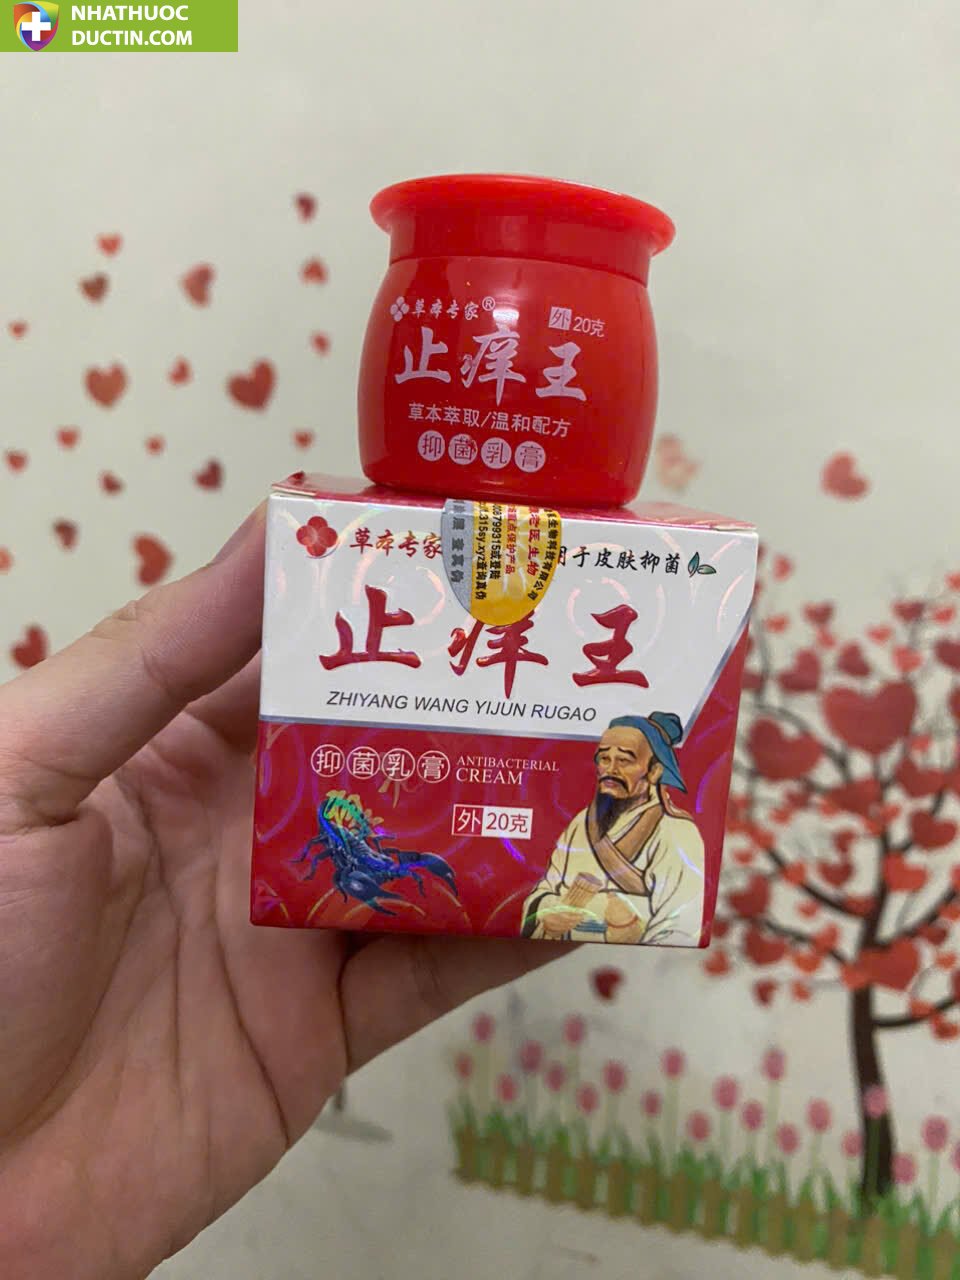 NHATHUOC
DUCTIN.COM
草本专家®
外 20克
止痒王
草本萃取/温和配方
抑菌乳膏
草本专家
用于皮肤抑菌
止痒王
ZHIYANG WANG YIJUN RUGAO
抑菌乳膏
ANTIBACTERIAL
CREAM
外 20克